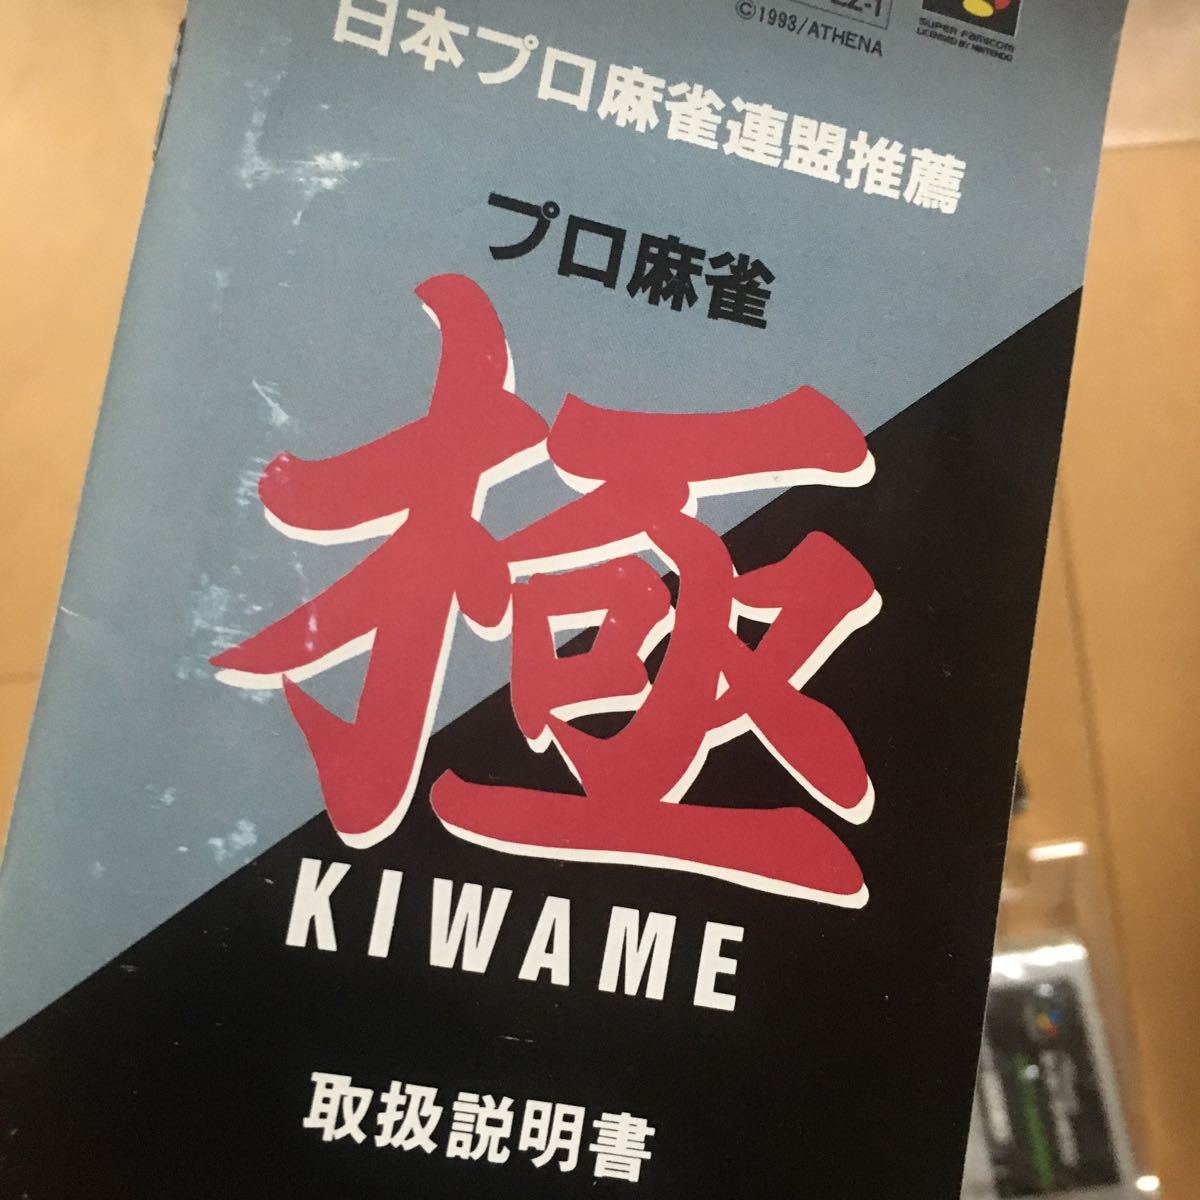 ©1993/ATHENA
SUPER FAMICOM
LICENSED BY NINTENDO
日本プロ麻雀連盟推薦
プロ麻雀
極
KIWAME
取扱説明書